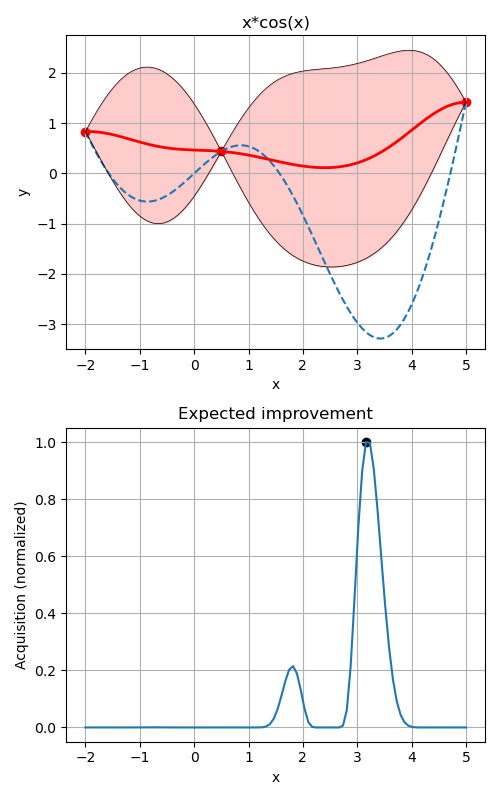 x*cos(x)
y
2
1
0
−1
−2
−3
−2 −1 0 1 2 3 4 5
x
Expected improvement
Acquisition (normalized)
1.0
0.8
0.6
0.4
0.2
0.0
−2 −1 0 1 2 3 4 5
x